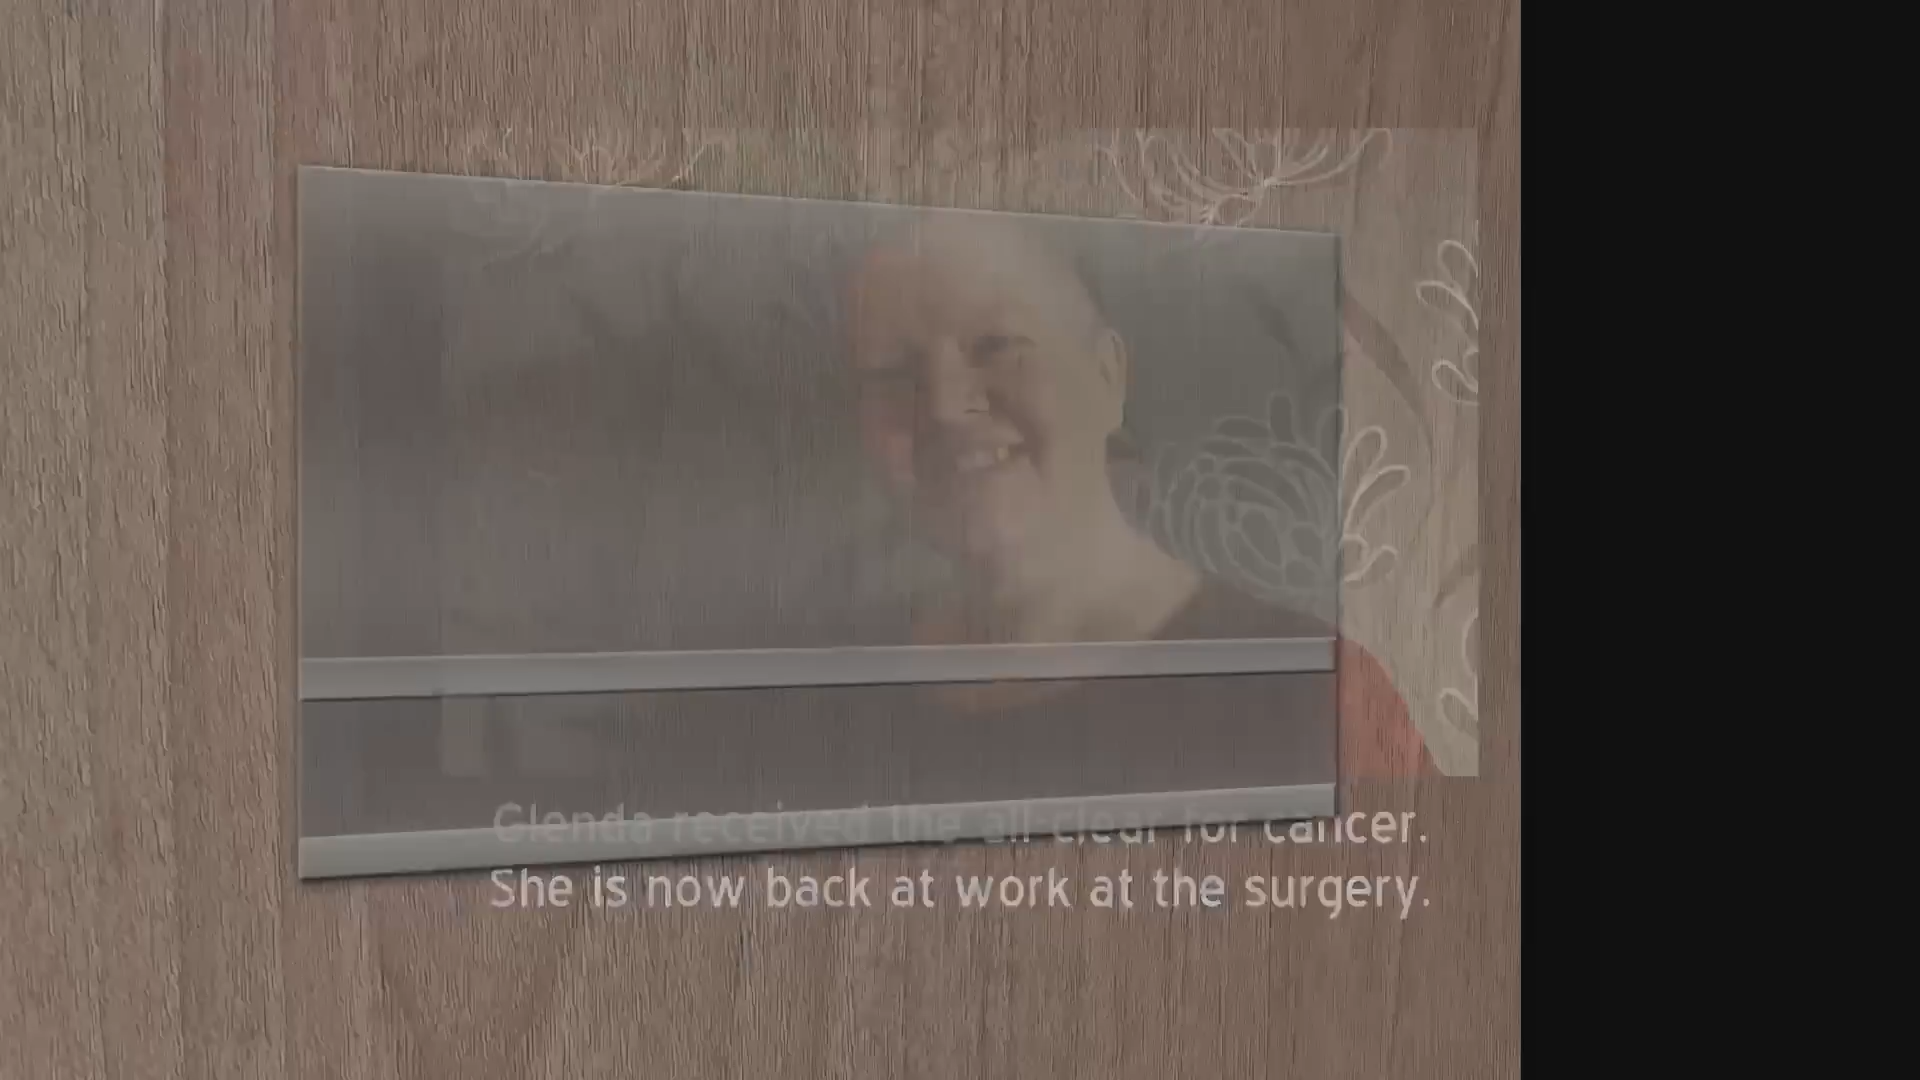 Glenda received the all-clear for cancer.
She is now back at work at the surgery.